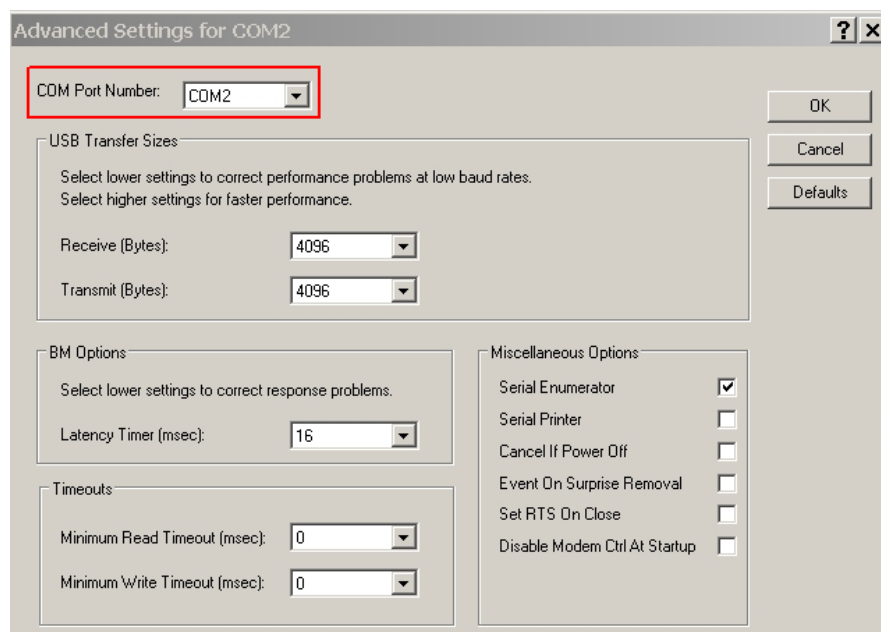 Advanced Settings for COM2
? ×
COM Port Number: COM2
OK
Cancel
Defaults
USB Transfer Sizes
Select lower settings to correct performance problems at low baud rates.
Select higher settings for faster performance.
Receive (Bytes): 4096
Transmit (Bytes): 4096
BM Options
Select lower settings to correct response problems.
Latency Timer (msec): 16
Timeouts
Minimum Read Timeout (msec): 0
Minimum Write Timeout (msec): 0
Miscellaneous Options
Serial Enumerator
Serial Printer
Cancel If Power Off
Event On Surprise Removal
Set RTS On Close
Disable Modem Ctrl At Startup